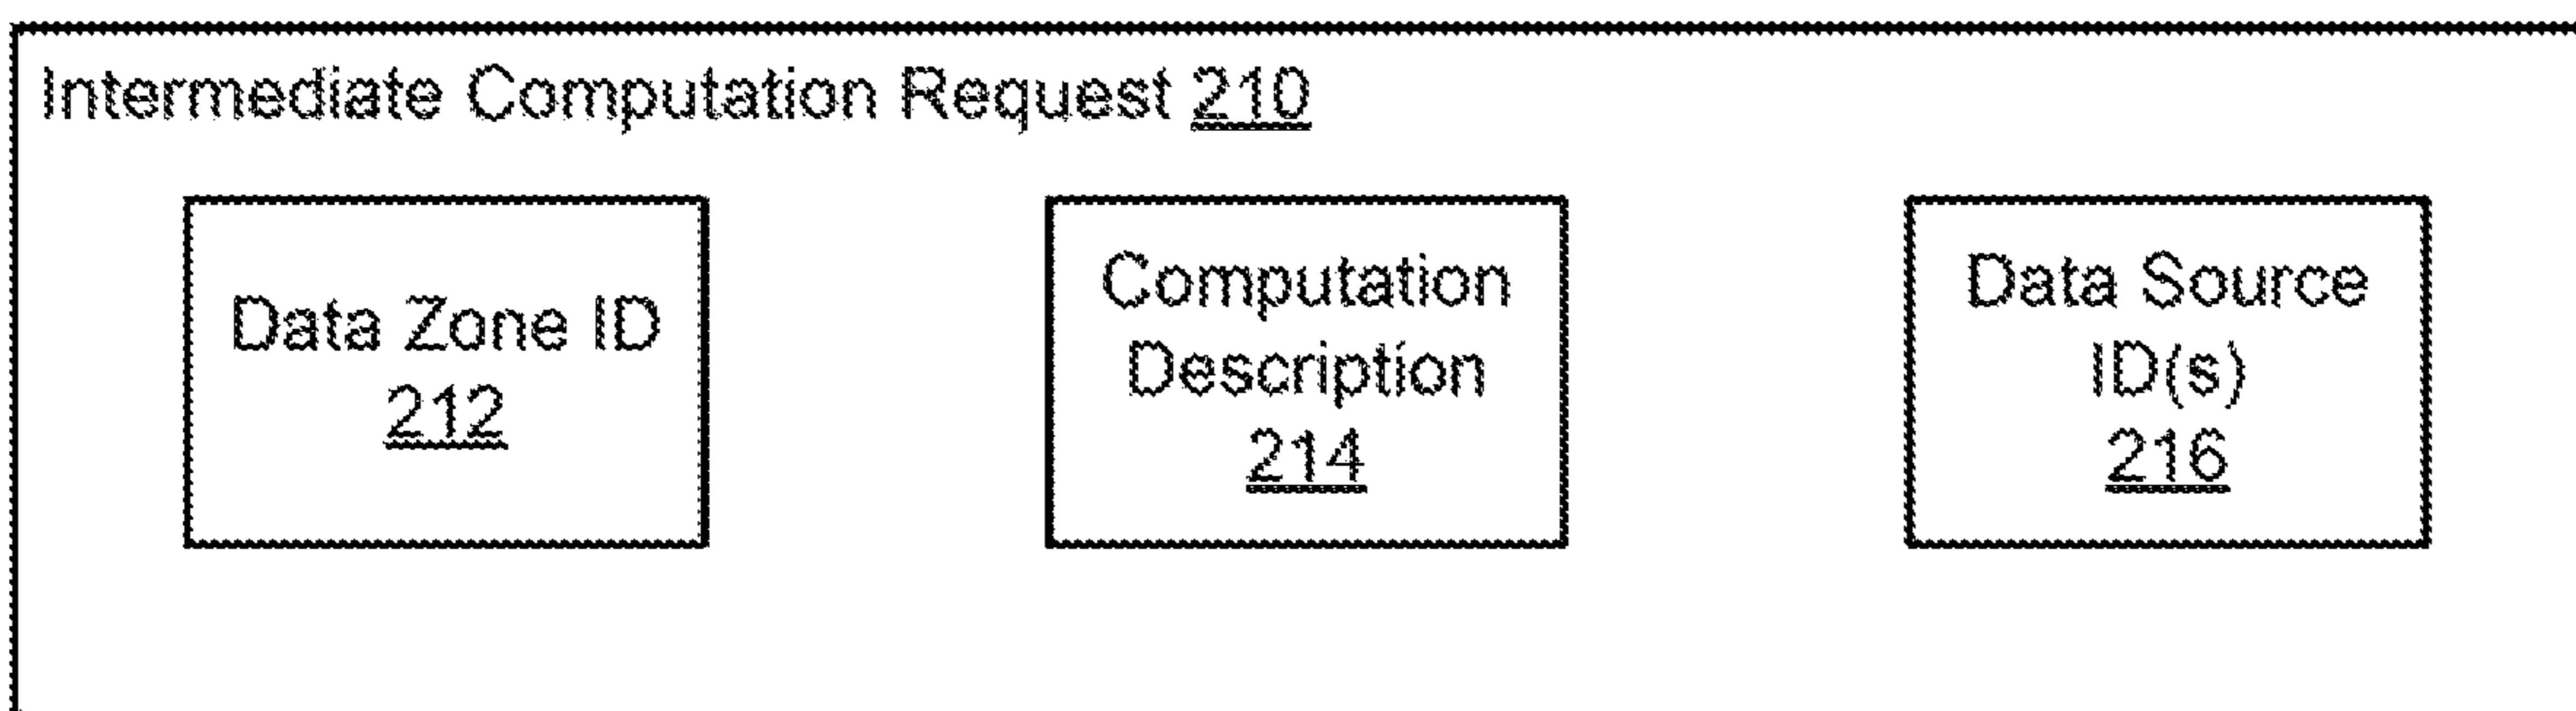 Intermediate Computation Request 210
Data Zone ID
212
Computation
Description
214
Data Source
ID(s)
216